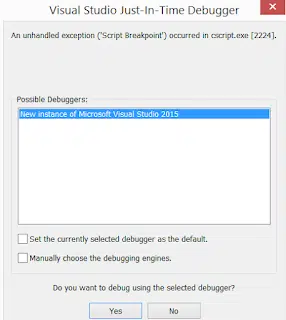 Visual Studio Just-In-Time Debugger
An unhandled exception ('Script Breakpoint') occurred in cscript.exe [2224].
Possible Debuggers:
New instance of Microsoft Visual Studio 2015
Set the currently selected debugger as the default.
Manually choose the debugging engines.
Do you want to debug using the selected debugger?
Yes
No